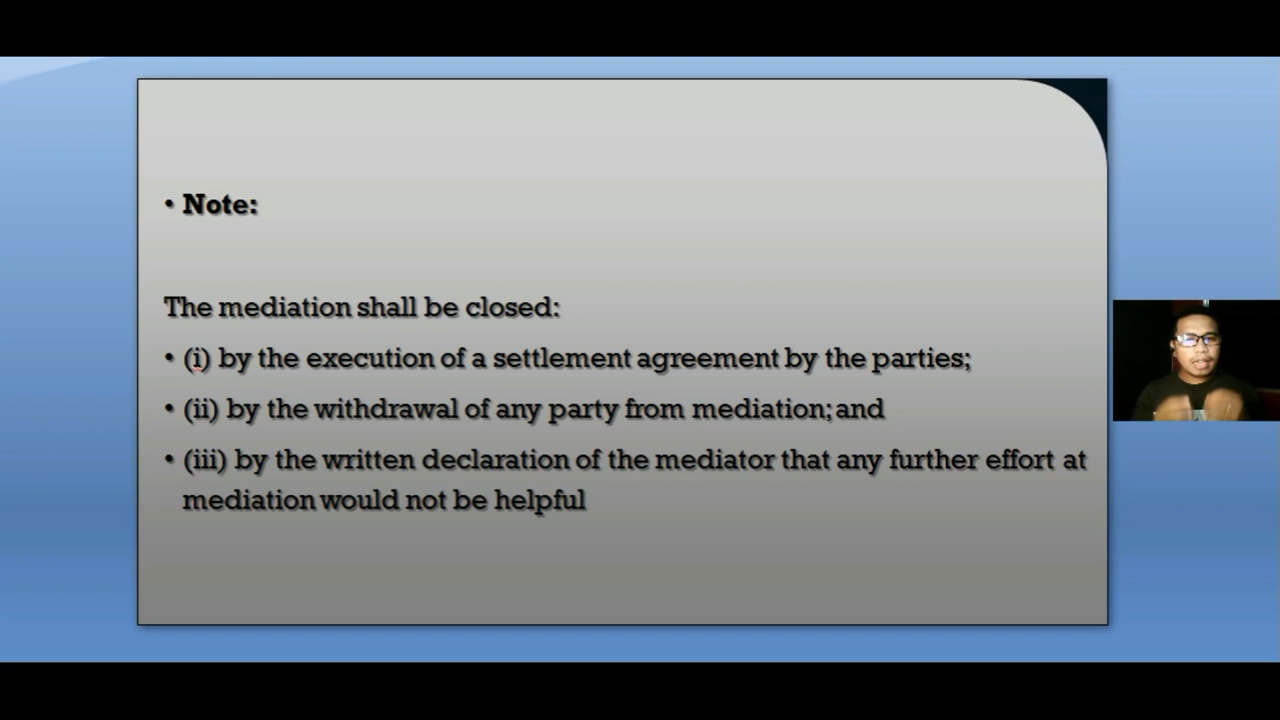 • Note:
The mediation shall be closed:
• (i) by the execution of a settlement agreement by the parties;
• (ii) by the withdrawal of any party from mediation; and
• (iii) by the written declaration of the mediator that any further effort at
mediation would not be helpful